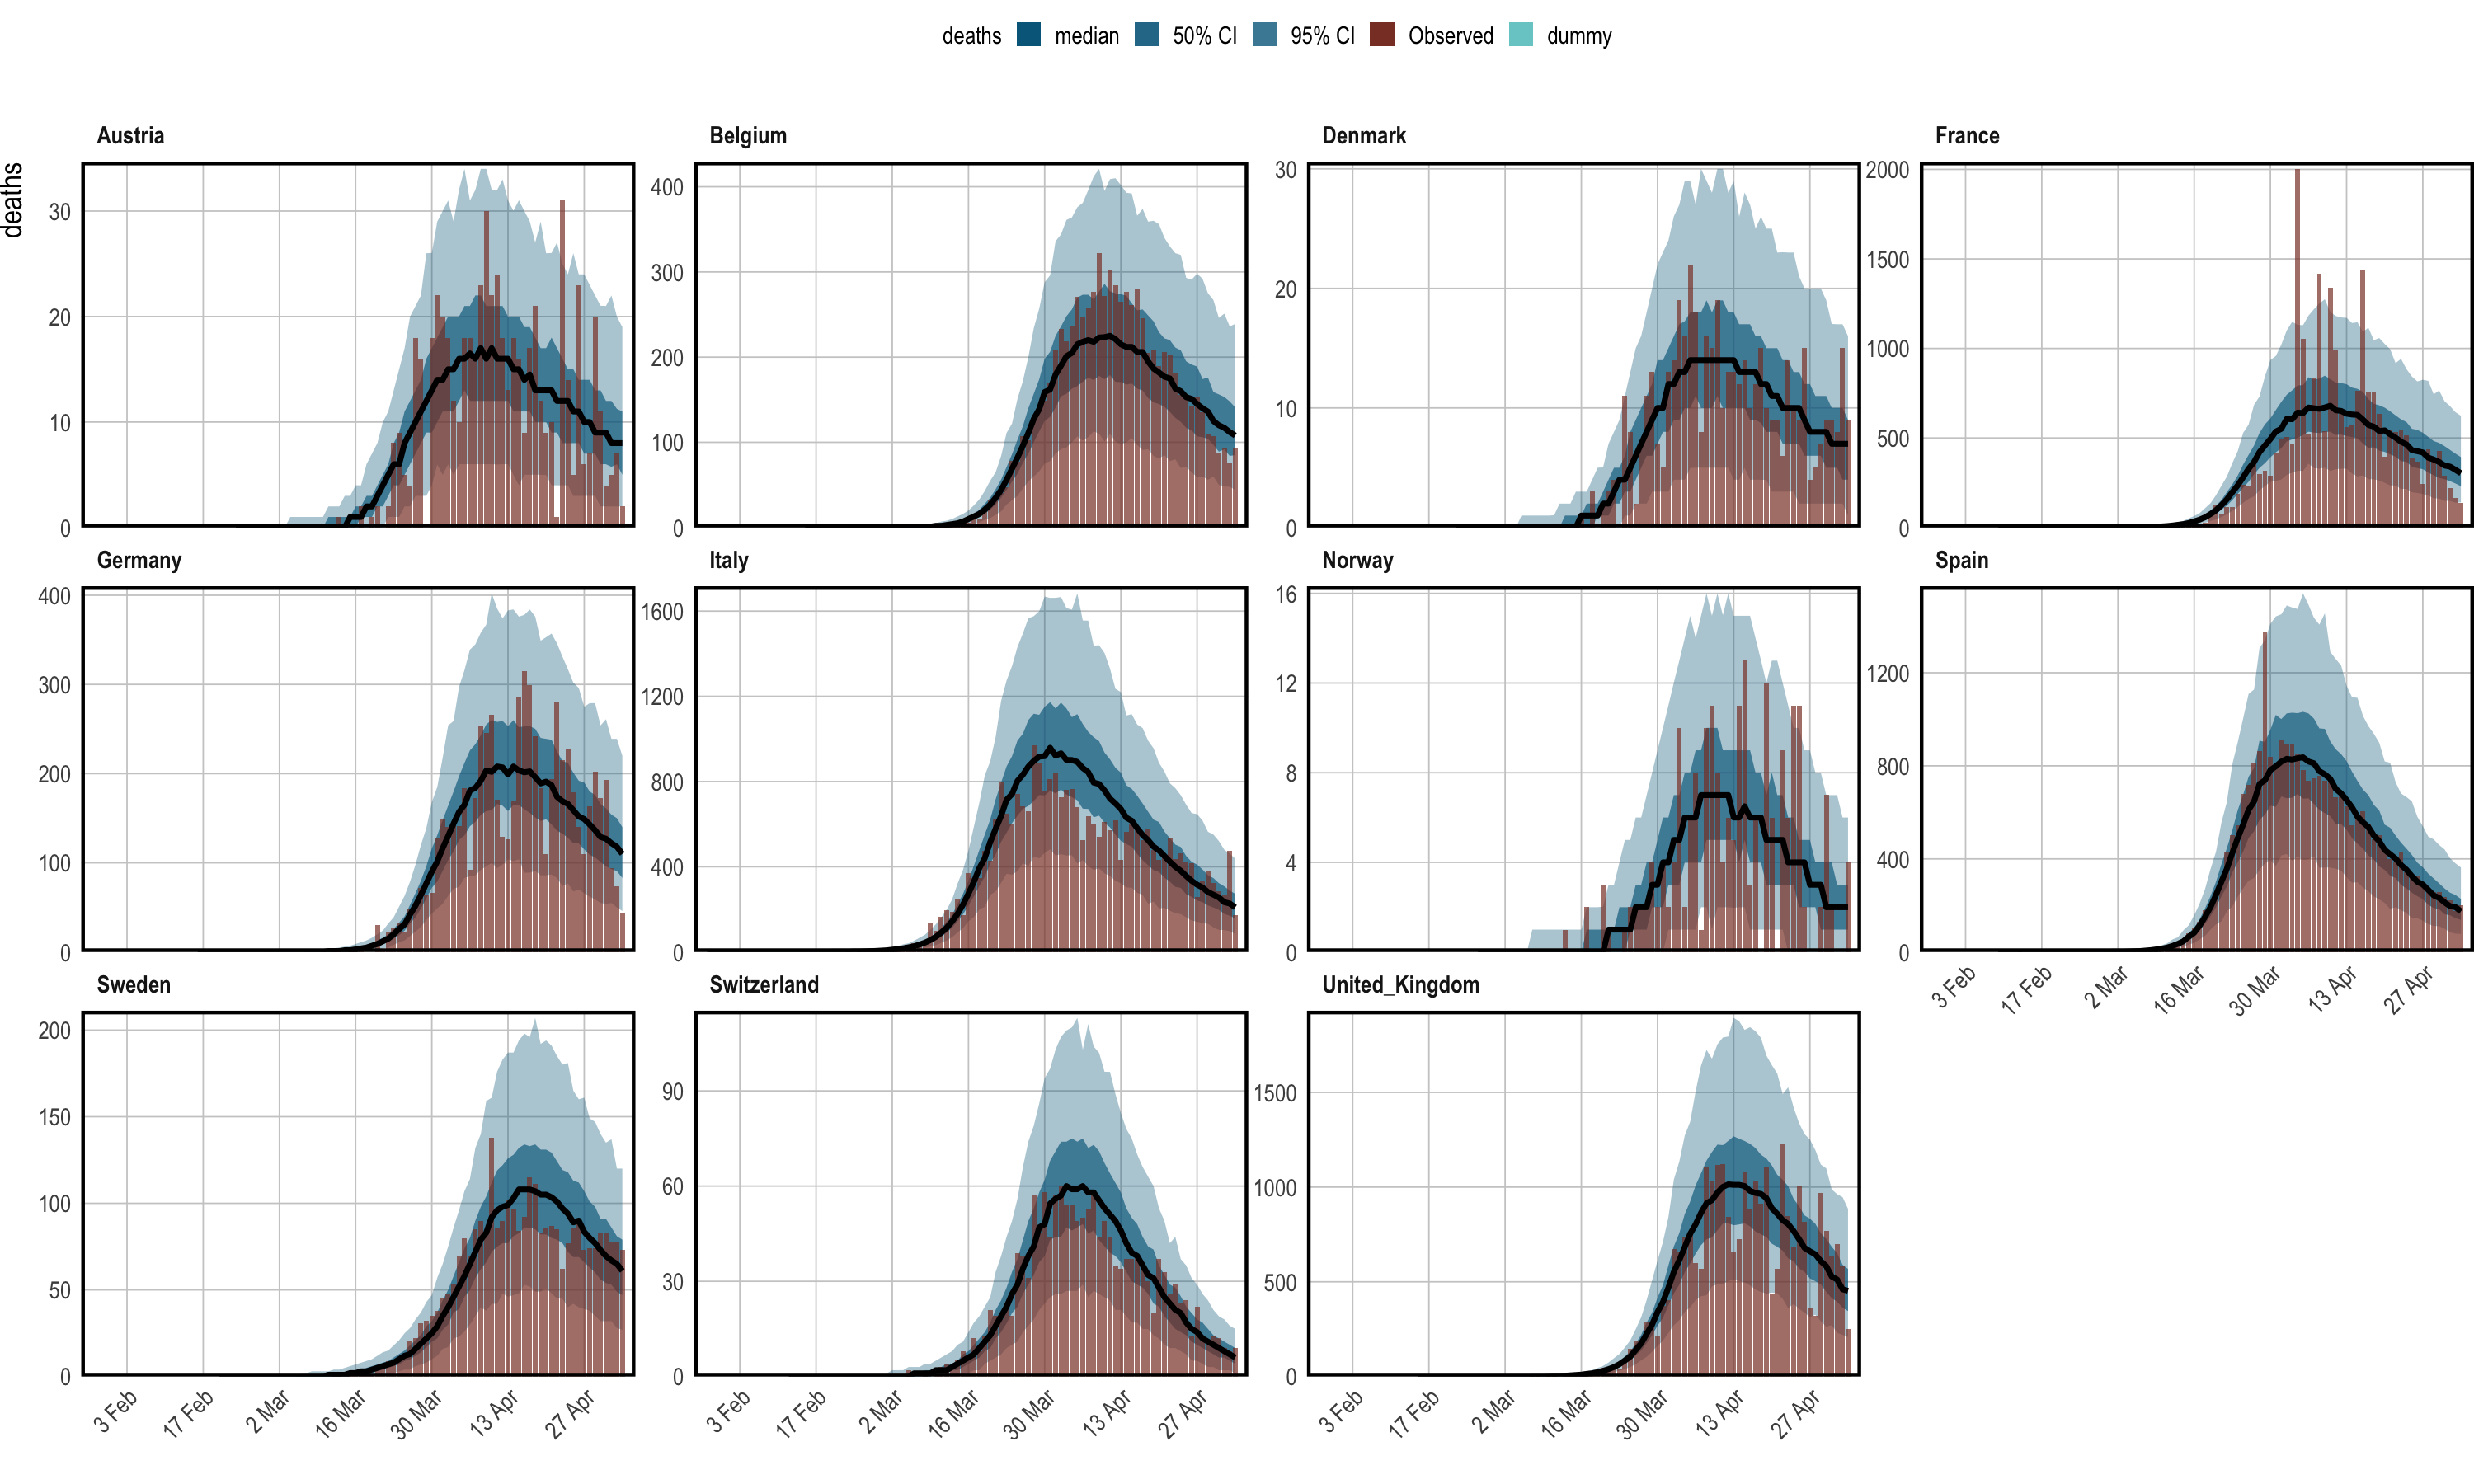 deaths median 50% CI 95% CI Observed dummy
deaths
Austria
30
20
10
0
Belgium
400
300
200
100
0
Denmark
30
20
10
0
France
2000
1500
1000
500
0
Germany
400
300
200
100
0
Italy
1600
1200
800
400
0
Norway
16
12
8
4
0
Spain
1200
800
400
0
3 Feb 17 Feb 2 Mar 16 Mar 30 Mar 13 Apr 27 Apr
Sweden
200
150
100
50
0
3 Feb 17 Feb 2 Mar 16 Mar 30 Mar 13 Apr 27 Apr
Switzerland
90
60
30
0
3 Feb 17 Feb 2 Mar 16 Mar 30 Mar 13 Apr 27 Apr
United_Kingdom
1500
1000
500
0
3 Feb 17 Feb 2 Mar 16 Mar 30 Mar 13 Apr 27 Apr